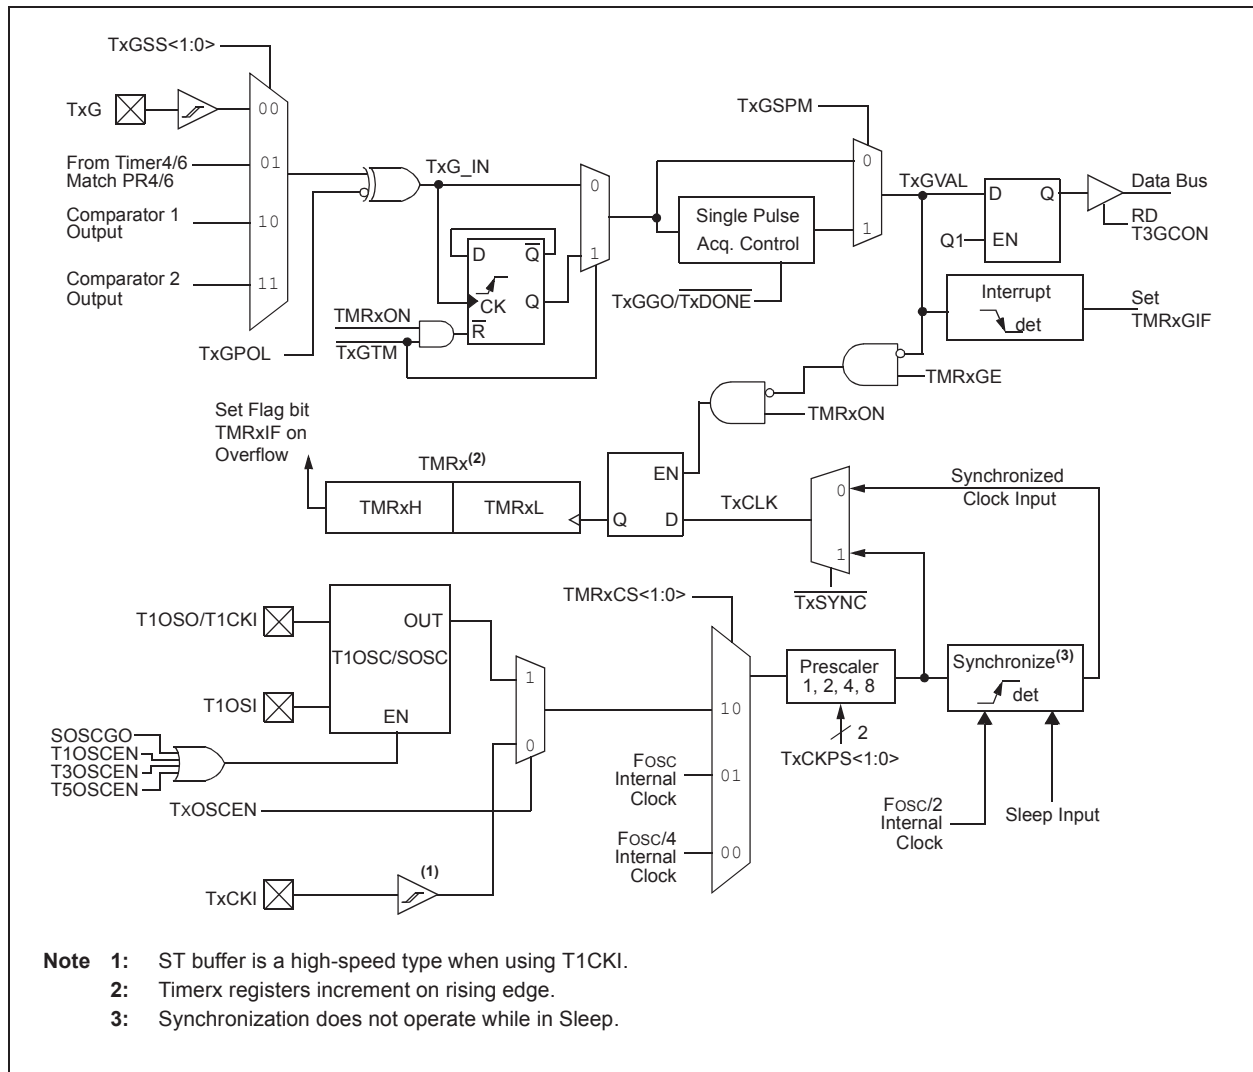 TxGSS<1:0>
TxG
00
From Timer4/6
Match PR4/6
01
Comparator 1
Output
10
Comparator 2
Output
11
TxGPOL
TxG_IN
0
1
D
Q
CK
Q
R
TMRxON
TxGTM
Single Pulse
Acq. Control
TxGGO/TxDONE
TxGSPM
0
1
TxGVAL
D
Q
Q1
EN
Data Bus
RD
T3GCON
Interrupt
det
Set
TMRxGIF
TMRxGE
TMRxON
Set Flag bit
TMRxIF on
Overflow
TMRx(2)
TMRxH
TMRxL
EN
Q
D
TxCLK
0
1
TxSYNC
Synchronized
Clock Input
T1OSO/T1CKI
OUT
T1OSC/SOSC
T1OSI
EN
SOSCGO
T1OSCEN
T3OSCEN
T5OSCEN
TxOSCEN
1
0
TxCKI
(1)
TMRxCS<1:0>
10
FOSC
Internal
Clock
01
FOSC/4
Internal
Clock
00
Prescaler
1, 2, 4, 8
2
TxCKPS<1:0>
Synchronize(3)
det
FOSC/2
Internal
Clock
Sleep Input
Note 1: ST buffer is a high-speed type when using T1CKI.
2: Timerx registers increment on rising edge.
3: Synchronization does not operate while in Sleep.